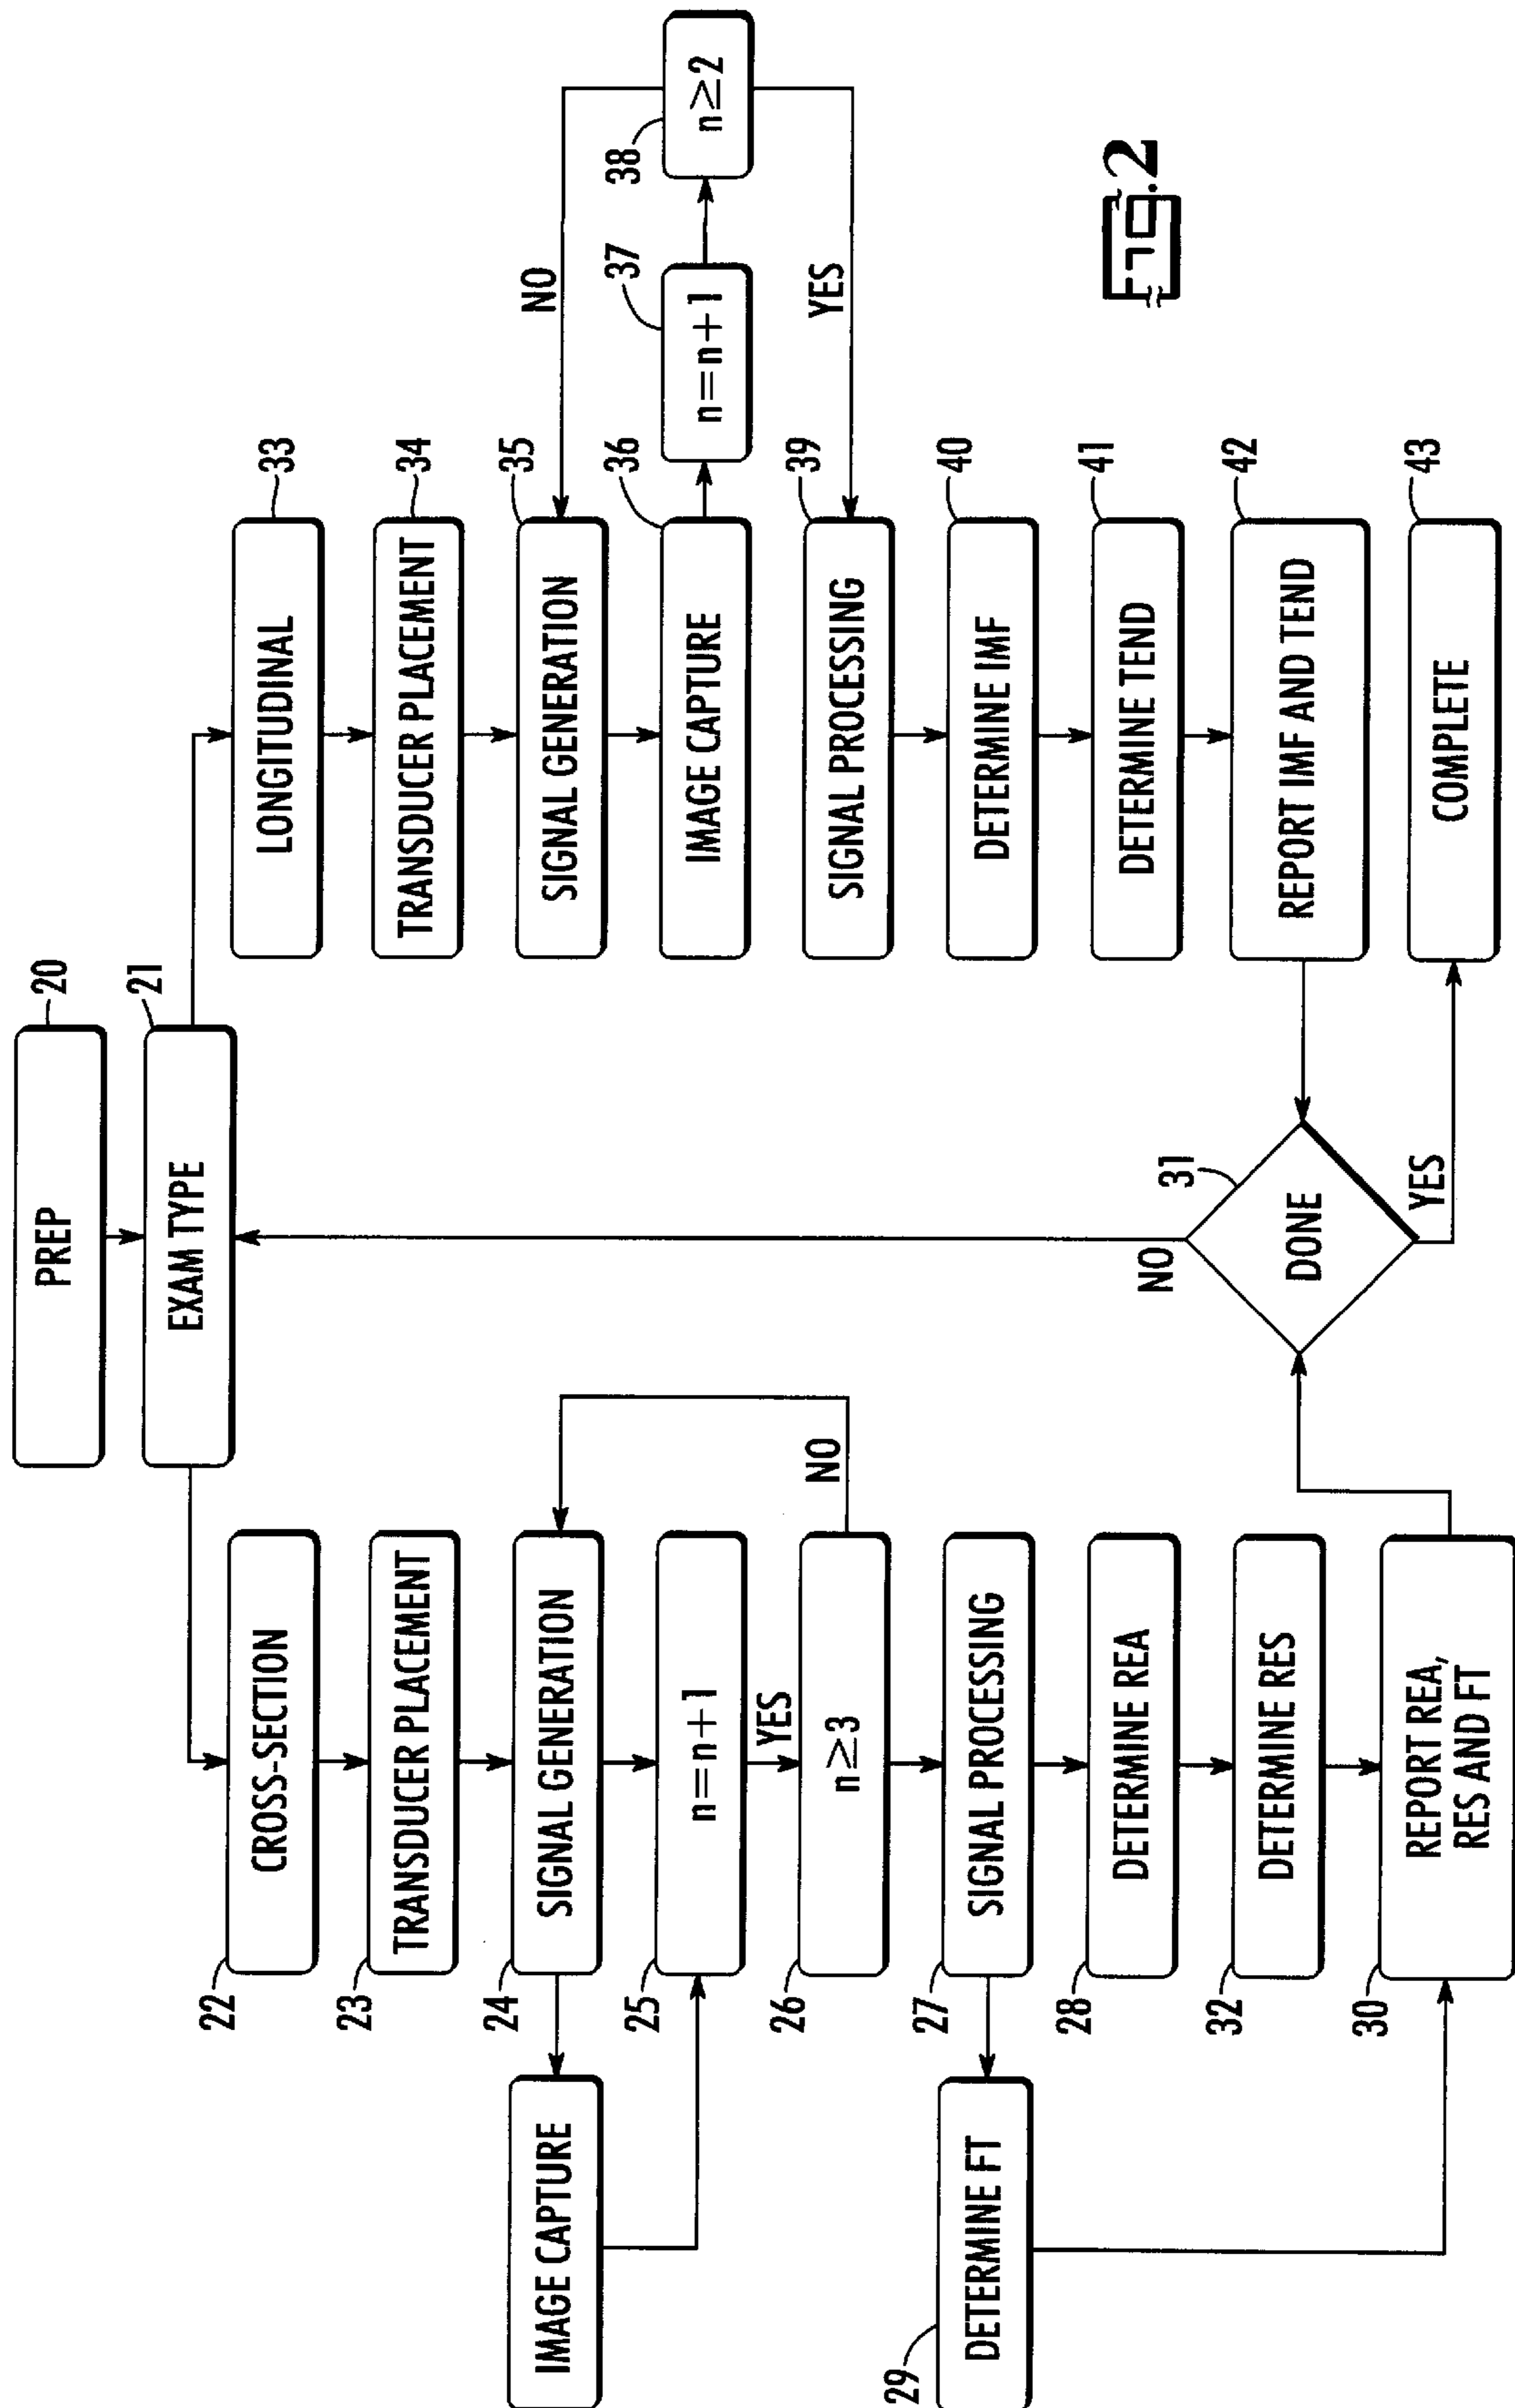 PREP
20
EXAM TYPE
21
CROSS-SECTION
22
TRANSDUCER PLACEMENT
23
SIGNAL GENERATION
24
IMAGE CAPTURE
n=n+1
25
YES
n≥3
26
NO
SIGNAL PROCESSING
27
DETERMINE FT
29
DETERMINE REA
28
DETERMINE RES
32
REPORT REA,
RES AND FT
30
DONE
31
NO
YES
LONGITUDINAL
33
TRANSDUCER PLACEMENT
34
SIGNAL GENERATION
35
IMAGE CAPTURE
36
n=n+1
37
n≥2
38
NO
YES
SIGNAL PROCESSING
39
DETERMINE IMF
40
DETERMINE TEND
41
REPORT IMF AND TEND
42
COMPLETE
43
FIG.2